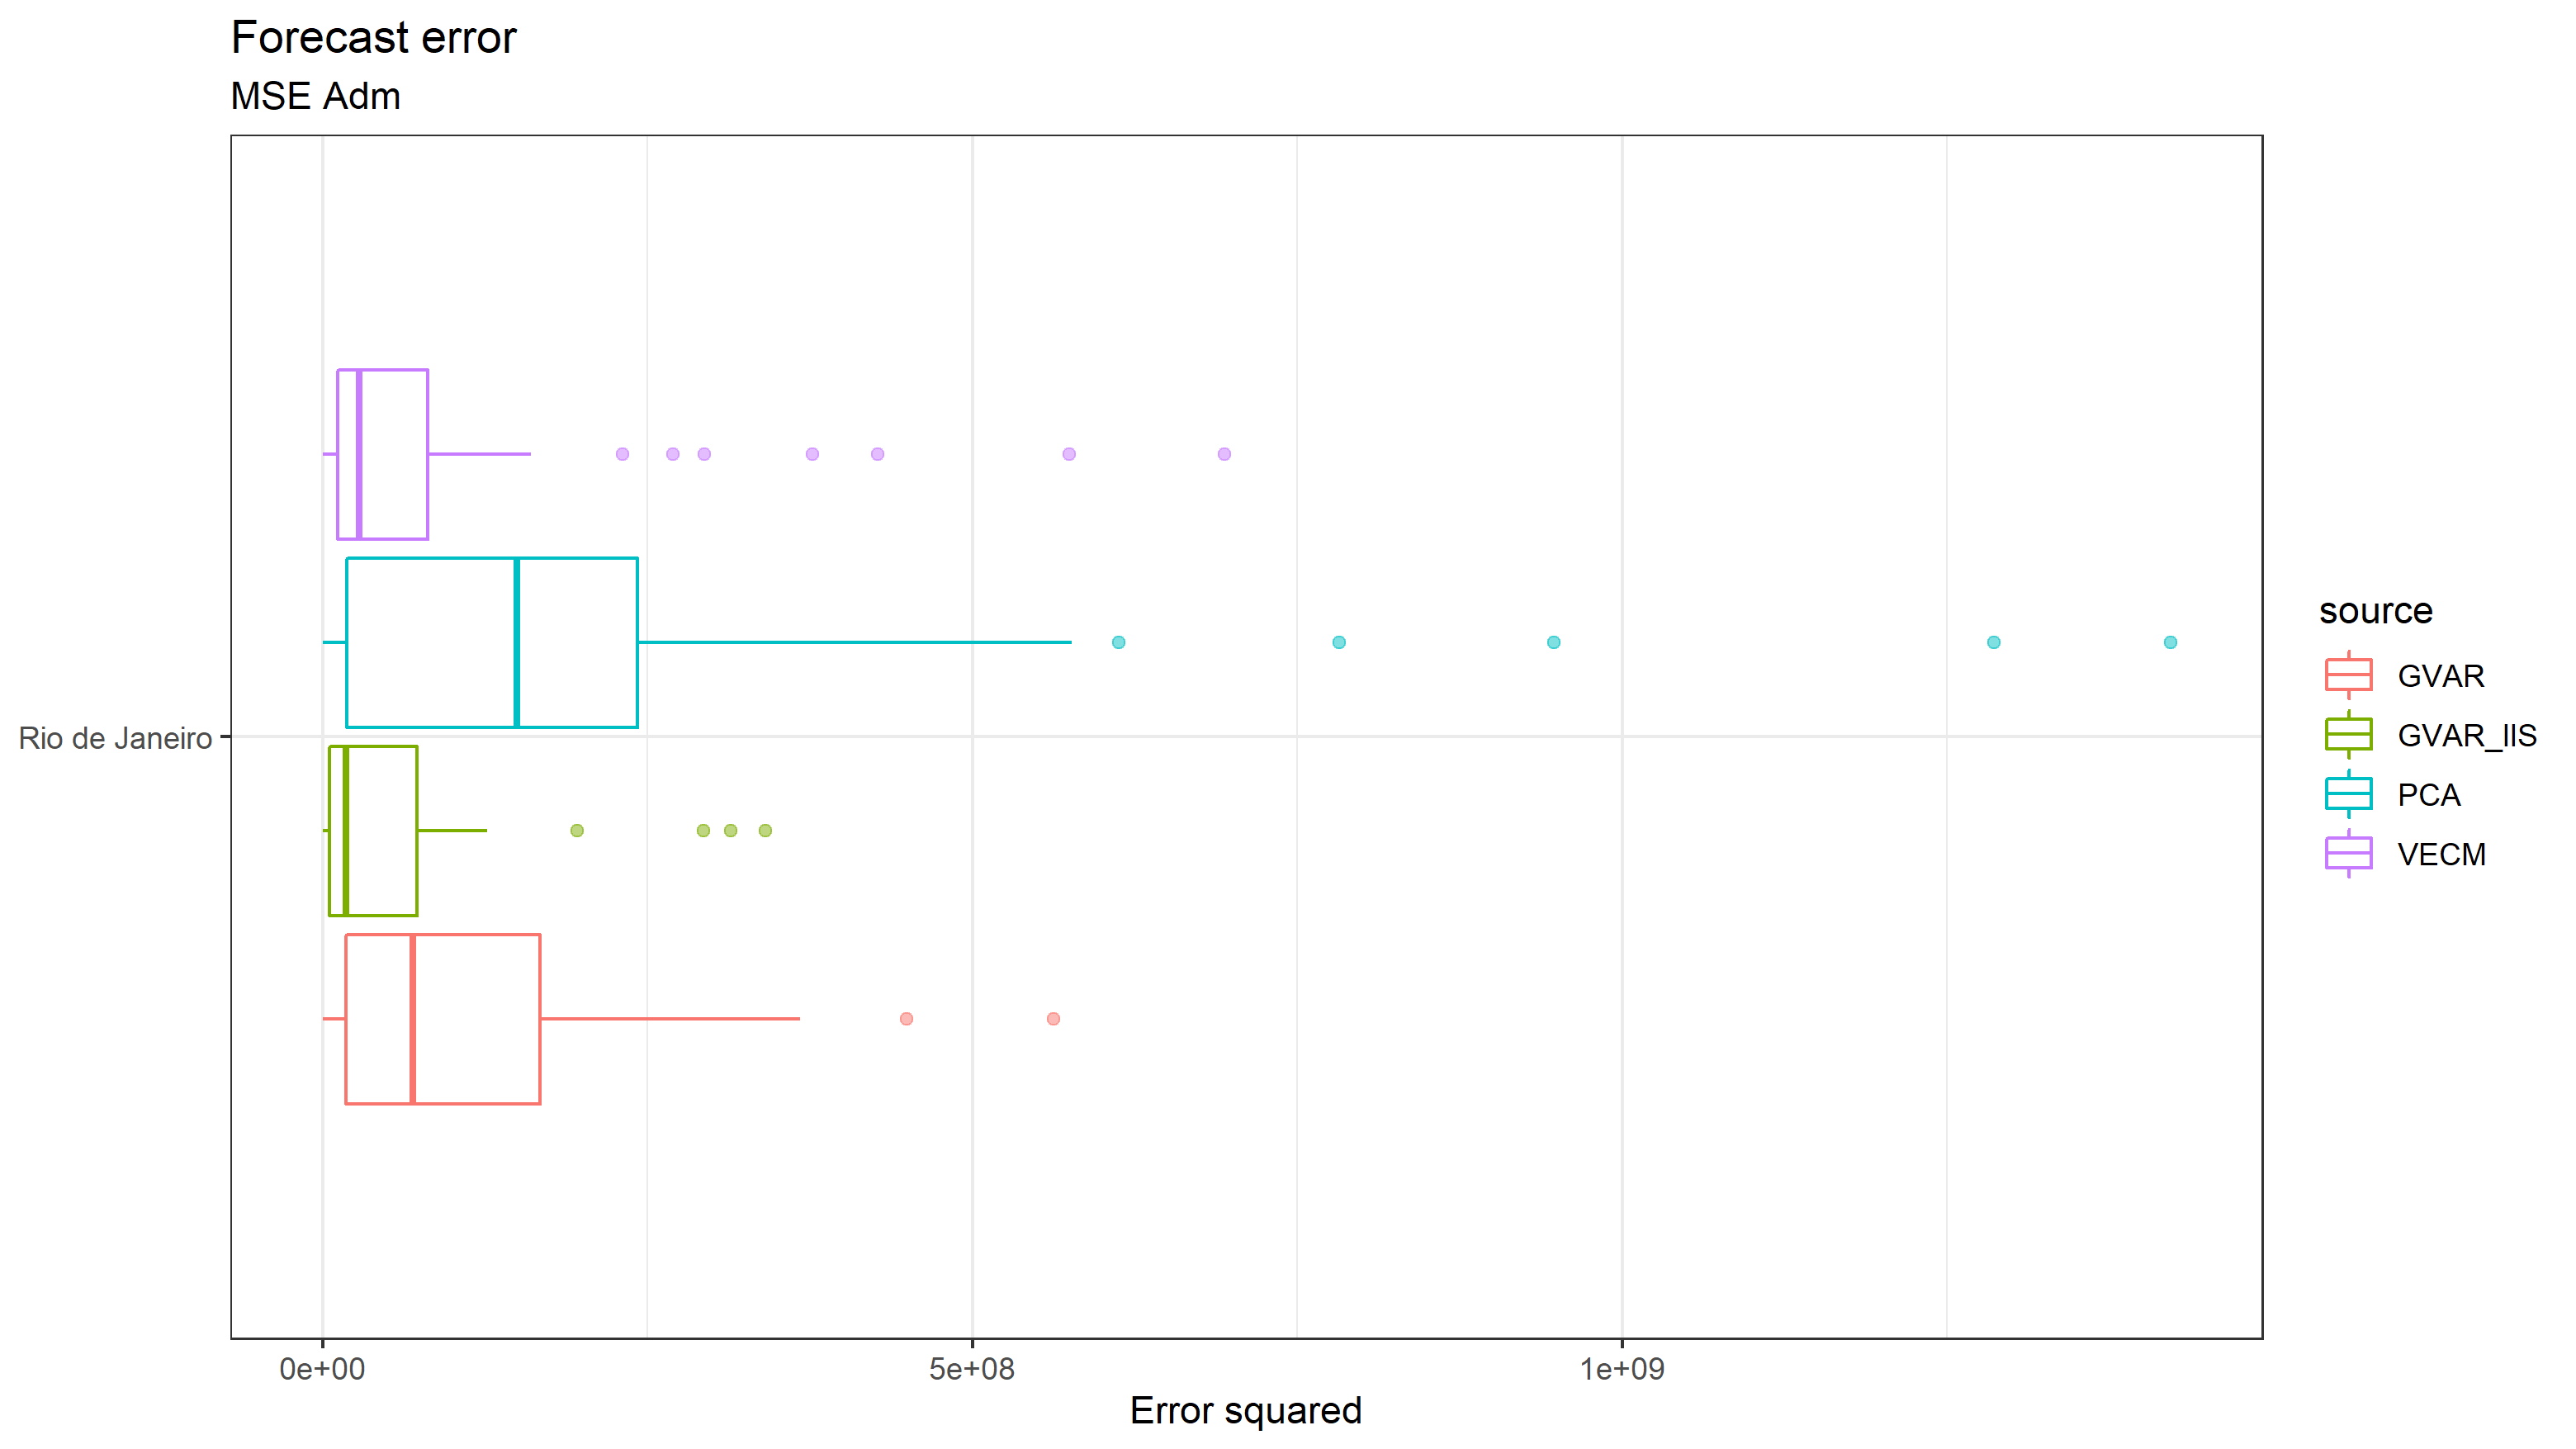 Forecast error
MSE Adm
Rio de Janeiro
0e+00
5e+08
1e+09
Error squared
source
GVAR
GVAR_IIS
PCA
VECM